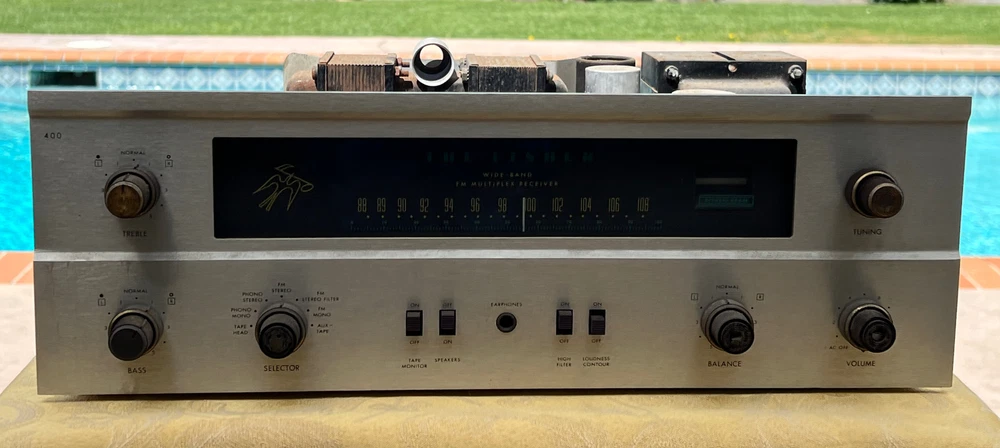 400
NORMAL
TREBLE
THE FISHER
WIDE BAND
FM MULTIPLEX RECEIVER
88 89 90 92 94 96 98 100 102 104 106 108
TUNING
NORMAL
BASS
FM
STEREO
PHONO
STEREO
FM
STEREO FILTER
PHONO
MONO
FM
MONO
TAPE
HEAD
AUX -
TAPE
SELECTOR
ON ON
OFF OFF
TAPE
MONITOR
SPEAKERS
EARPHONES
ON ON
OFF OFF
HIGH
FILTER
LOUDNESS
CONTOUR
NORMAL
BALANCE
AC OFF
VOLUME